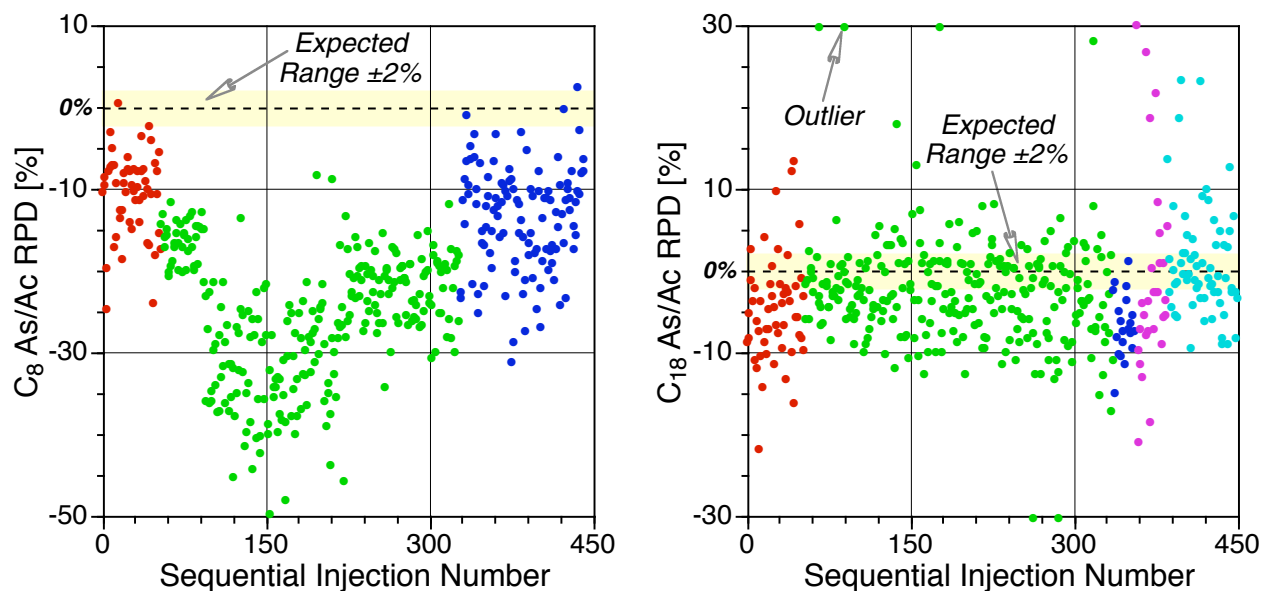 10
0%
-10
-30
-50
0
150
300
450
C8 As/Ac RPD [%]
Sequential Injection Number
Expected
Range ±2%
30
10
0%
-10
-30
0
150
300
450
C18 As/Ac RPD [%]
Sequential Injection Number
Outlier
Expected
Range ±2%